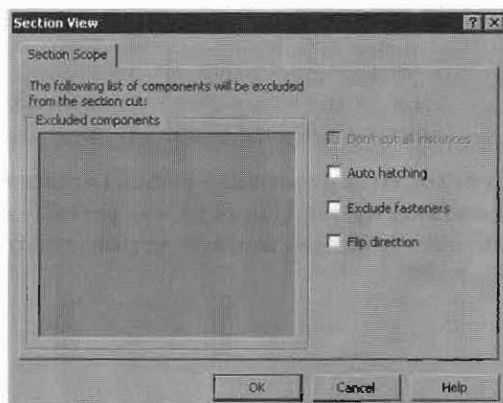 Section View
Section Scope
The following list of components will be excluded
from the section cut:
Excluded components
Don't cut all instances
Auto hatching
Exclude fasteners
Flip direction
OK
Cancel
Help